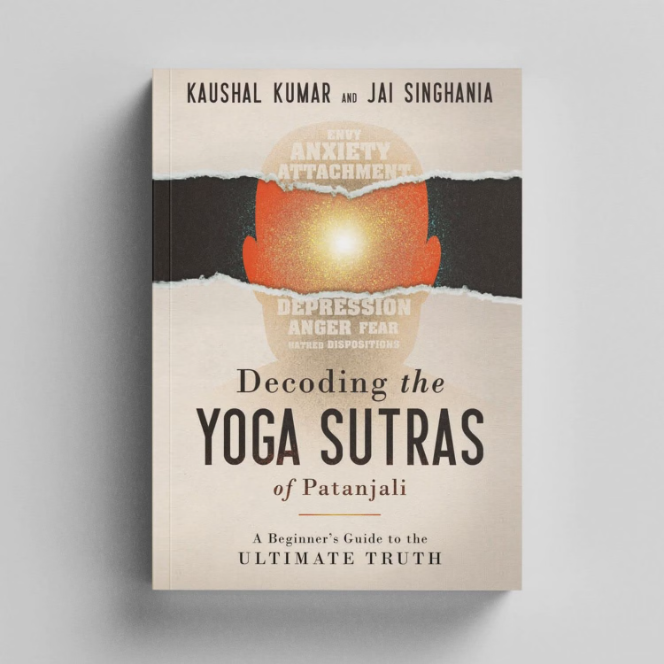 KAUSHAL KUMAR AND JAI SINGHANIA
ENVY
ANXIETY
ATTACHMENT
DEPRESSION
ANGER FEAR
HATRED DISPOSITIONS
Decoding the
YOGA SUTRAS
of Patanjali
A Beginner's Guide to the
ULTIMATE TRUTH